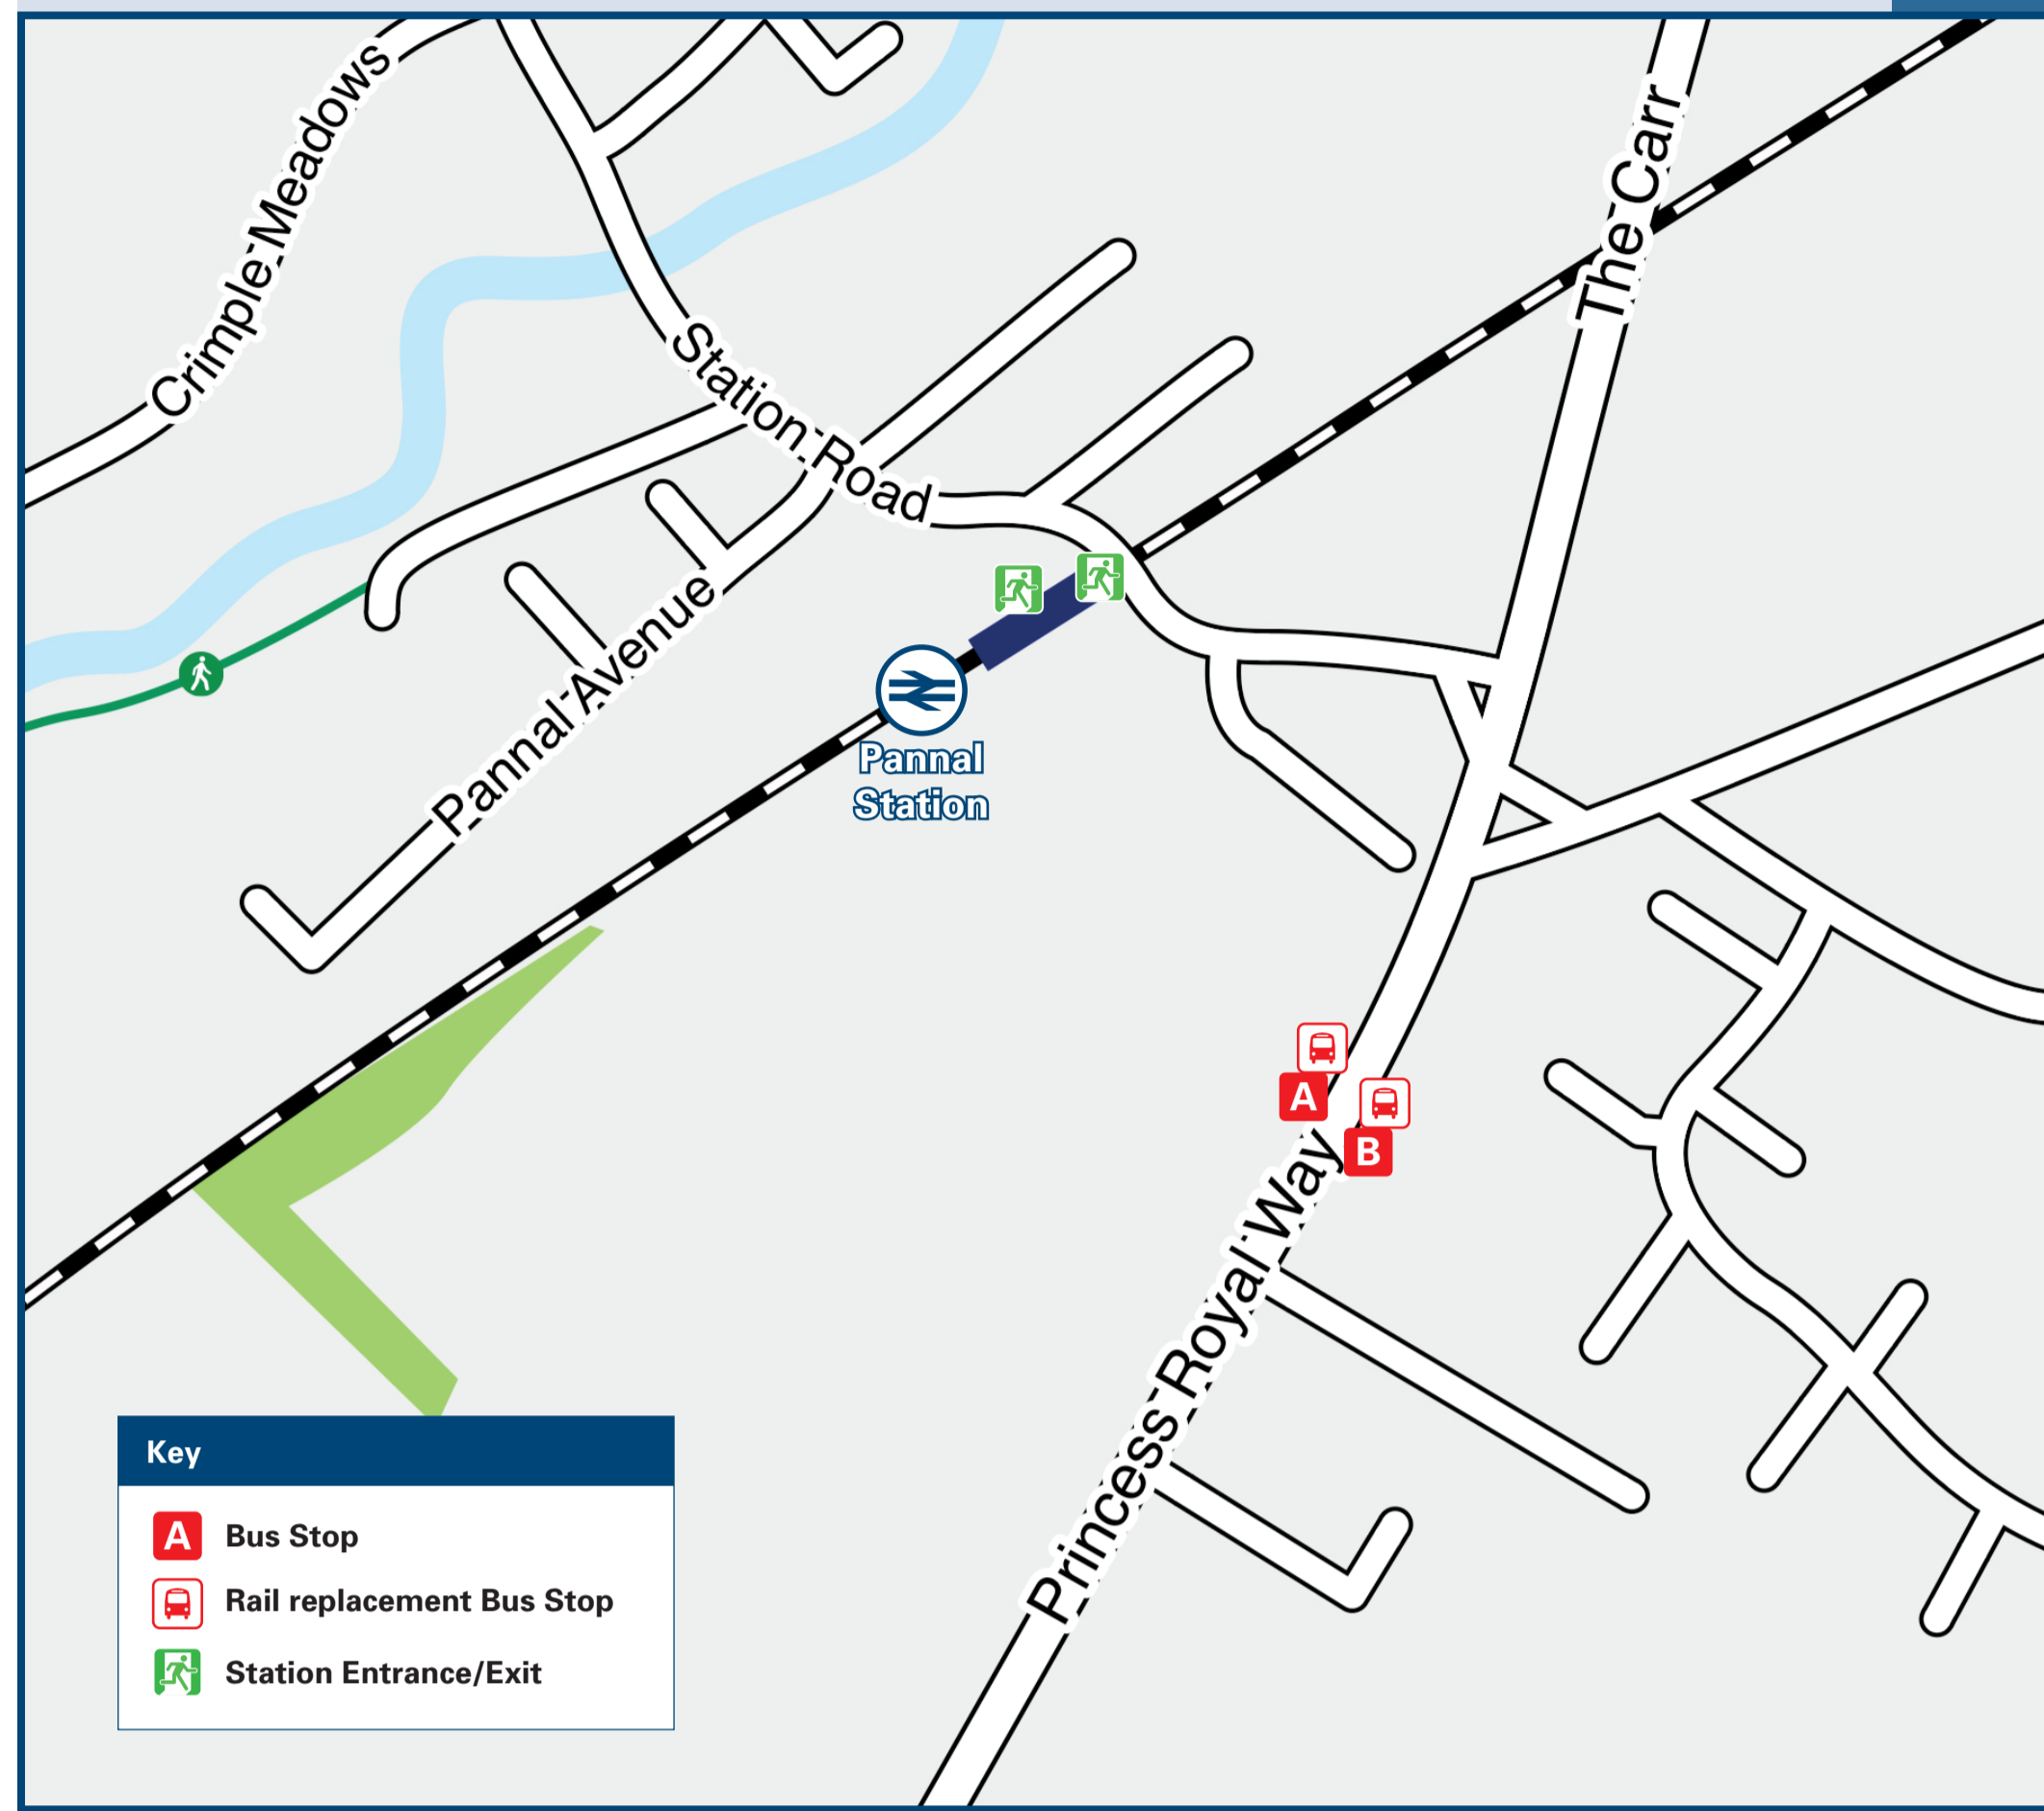 Crimple Meadows
The Carr
Station Road
Pannal Avenue
Pannal
Station
A
B
Princess Royal Way
Key
A Bus Stop
Rail replacement Bus Stop
Station Entrance/Exit